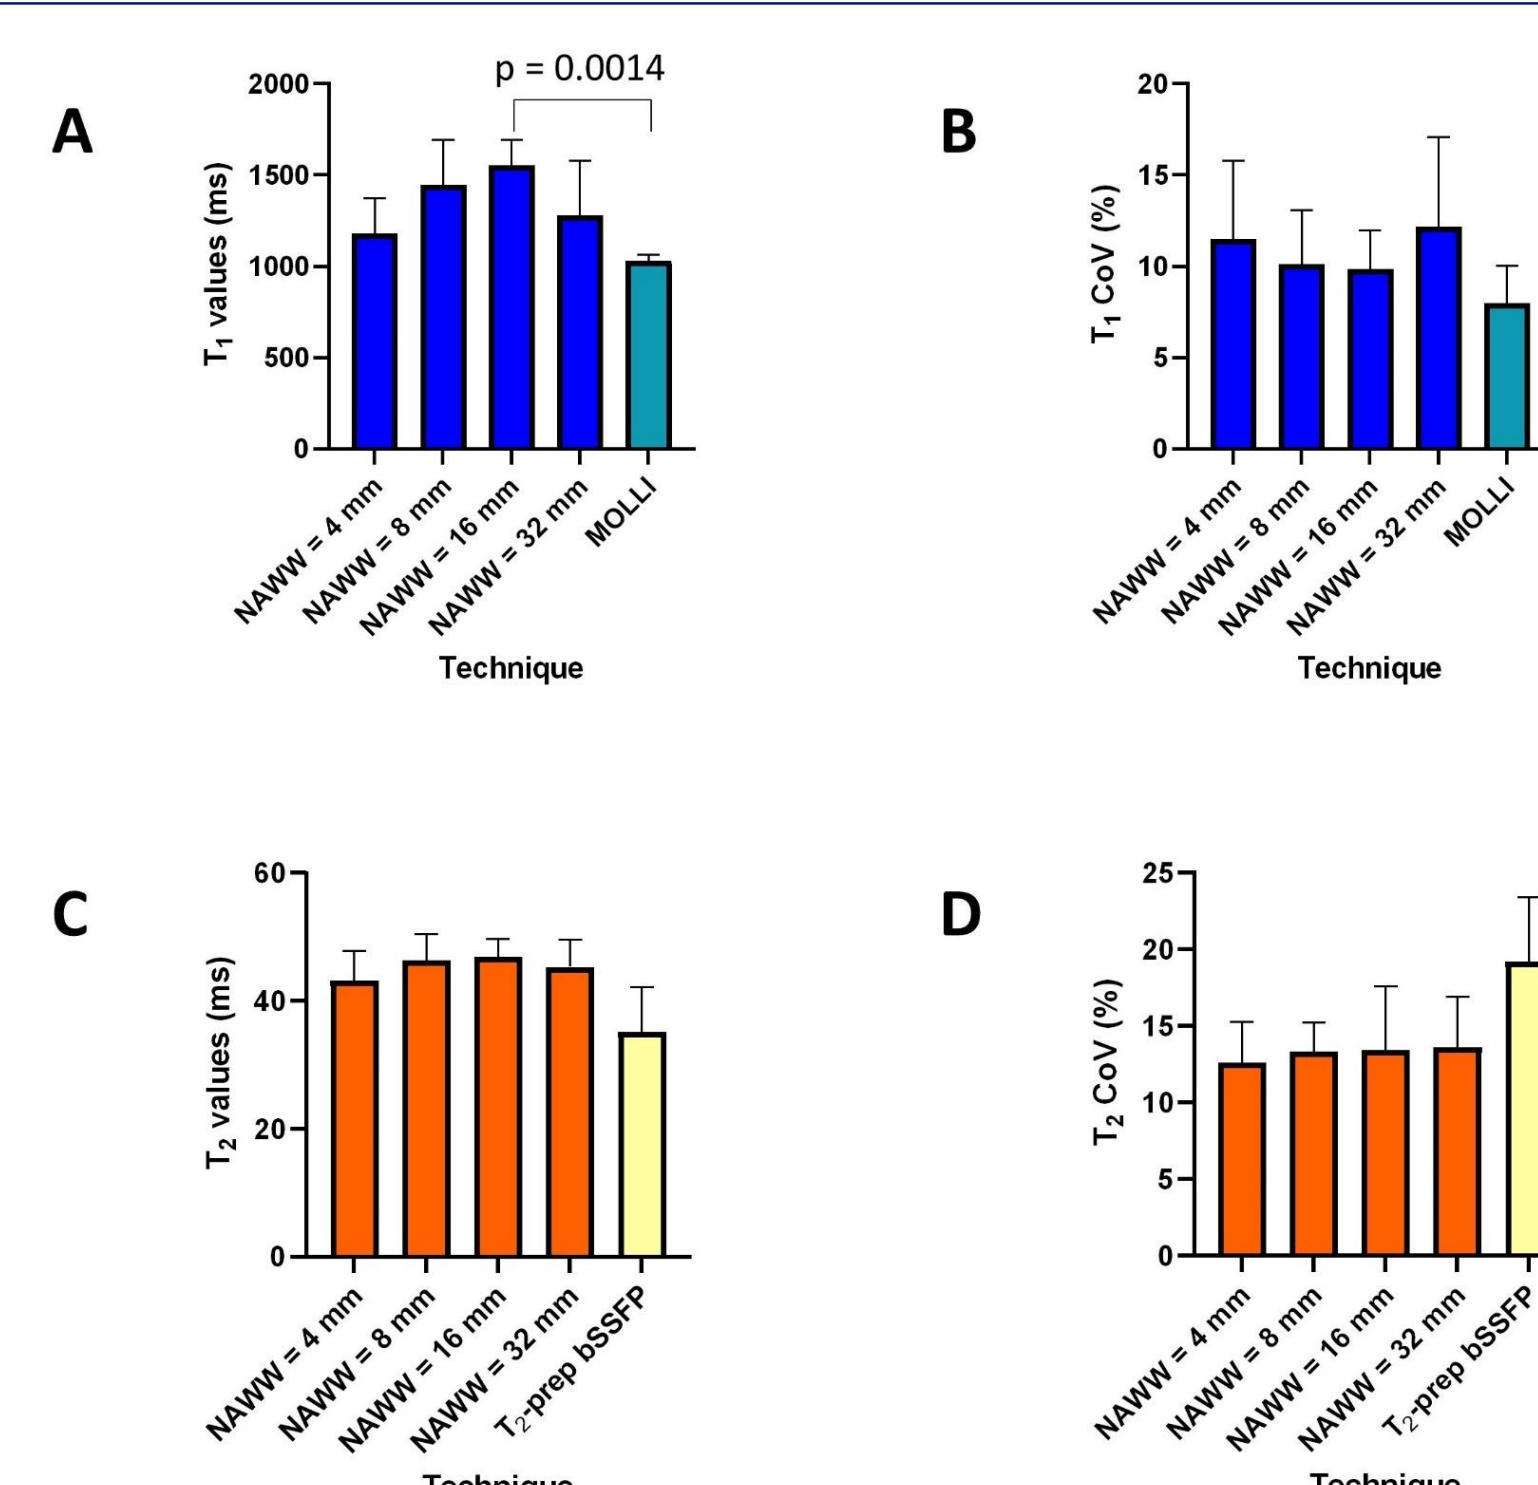 A
p = 0.0014
T₁ values (ms)
2000
1500
1000
500
0
NAWW = 4 mm
NAWW = 8 mm
NAWW = 16 mm
NAWW = 32 mm
MOLLI
Technique
B
T₁ CoV (%)
20
15
10
5
0
NAWW = 4 mm
NAWW = 8 mm
NAWW = 16 mm
NAWW = 32 mm
MOLLI
Technique
C
T₂ values (ms)
60
40
20
0
NAWW = 4 mm
NAWW = 8 mm
NAWW = 16 mm
NAWW = 32 mm
T₂-prep bSSFP
Technique
D
T₂ CoV (%)
25
20
15
10
5
0
NAWW = 4 mm
NAWW = 8 mm
NAWW = 16 mm
NAWW = 32 mm
T₂-prep bSSFP
Technique